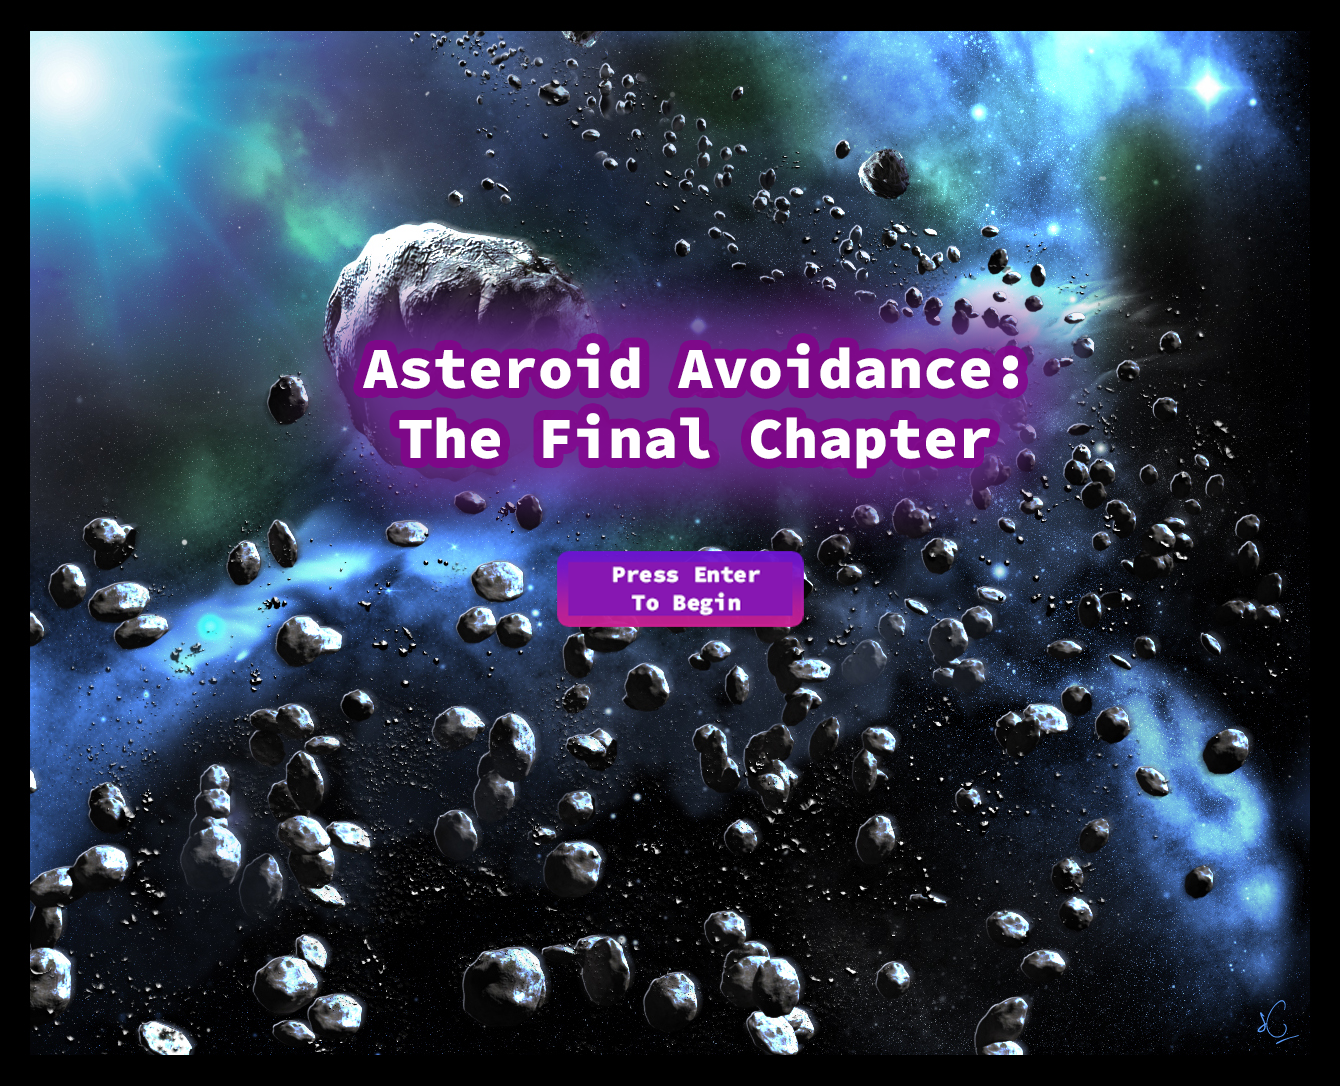 Asteroid Avoidance:
The Final Chapter
Press Enter
To Begin